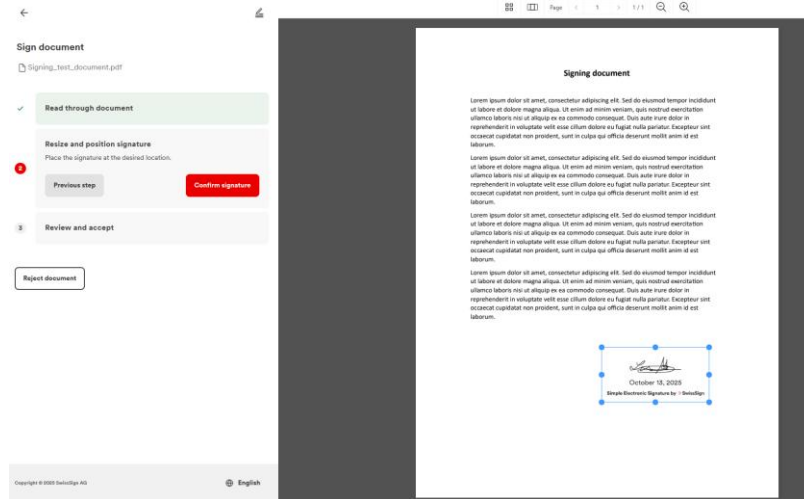 Page 1 1 / 1
Sign document
Signing_test_document.pdf
Read through document
Resize and position signature
Place the signature at the desired location.
2
Previous step Confirm signature
3 Review and accept
Reject document
Copyright © 2025 SwissSign AG English
Signing document
Lorem ipsum dolor sit amet, consectetur adipiscing elit. Sed do eiusmod tempor incididunt
ut labore et dolore magna aliqua. Ut enim ad minim veniam, quis nostrud exercitation
ullamco laboris nisi ut aliquip ex ea commodo consequat. Duis aute irure dolor in
reprehenderit in voluptate velit esse cillum dolore eu fugiat nulla pariatur. Excepteur sint
occaecat cupidatat non proident, sunt in culpa qui officia deserunt mollit anim id est
laborum.
Lorem ipsum dolor sit amet, consectetur adipiscing elit. Sed do eiusmod tempor incididunt
ut labore et dolore magna aliqua. Ut enim ad minim veniam, quis nostrud exercitation
ullamco laboris nisi ut aliquip ex ea commodo consequat. Duis aute irure dolor in
reprehenderit in voluptate velit esse cillum dolore eu fugiat nulla pariatur. Excepteur sint
occaecat cupidatat non proident, sunt in culpa qui officia deserunt mollit anim id est
laborum.
Lorem ipsum dolor sit amet, consectetur adipiscing elit. Sed do eiusmod tempor incididunt
ut labore et dolore magna aliqua. Ut enim ad minim veniam, quis nostrud exercitation
ullamco laboris nisi ut aliquip ex ea commodo consequat. Duis aute irure dolor in
reprehenderit in voluptate velit esse cillum dolore eu fugiat nulla pariatur. Excepteur sint
occaecat cupidatat non proident, sunt in culpa qui officia deserunt mollit anim id est
laborum.
Lorem ipsum dolor sit amet, consectetur adipiscing elit. Sed do eiusmod tempor incididunt
ut labore et dolore magna aliqua. Ut enim ad minim veniam, quis nostrud exercitation
ullamco laboris nisi ut aliquip ex ea commodo consequat. Duis aute irure dolor in
reprehenderit in voluptate velit esse cillum dolore eu fugiat nulla pariatur. Excepteur sint
occaecat cupidatat non proident, sunt in culpa qui officia deserunt mollit anim id est
laborum.
October 13, 2025
Simple Electronic Signature by SwissSign